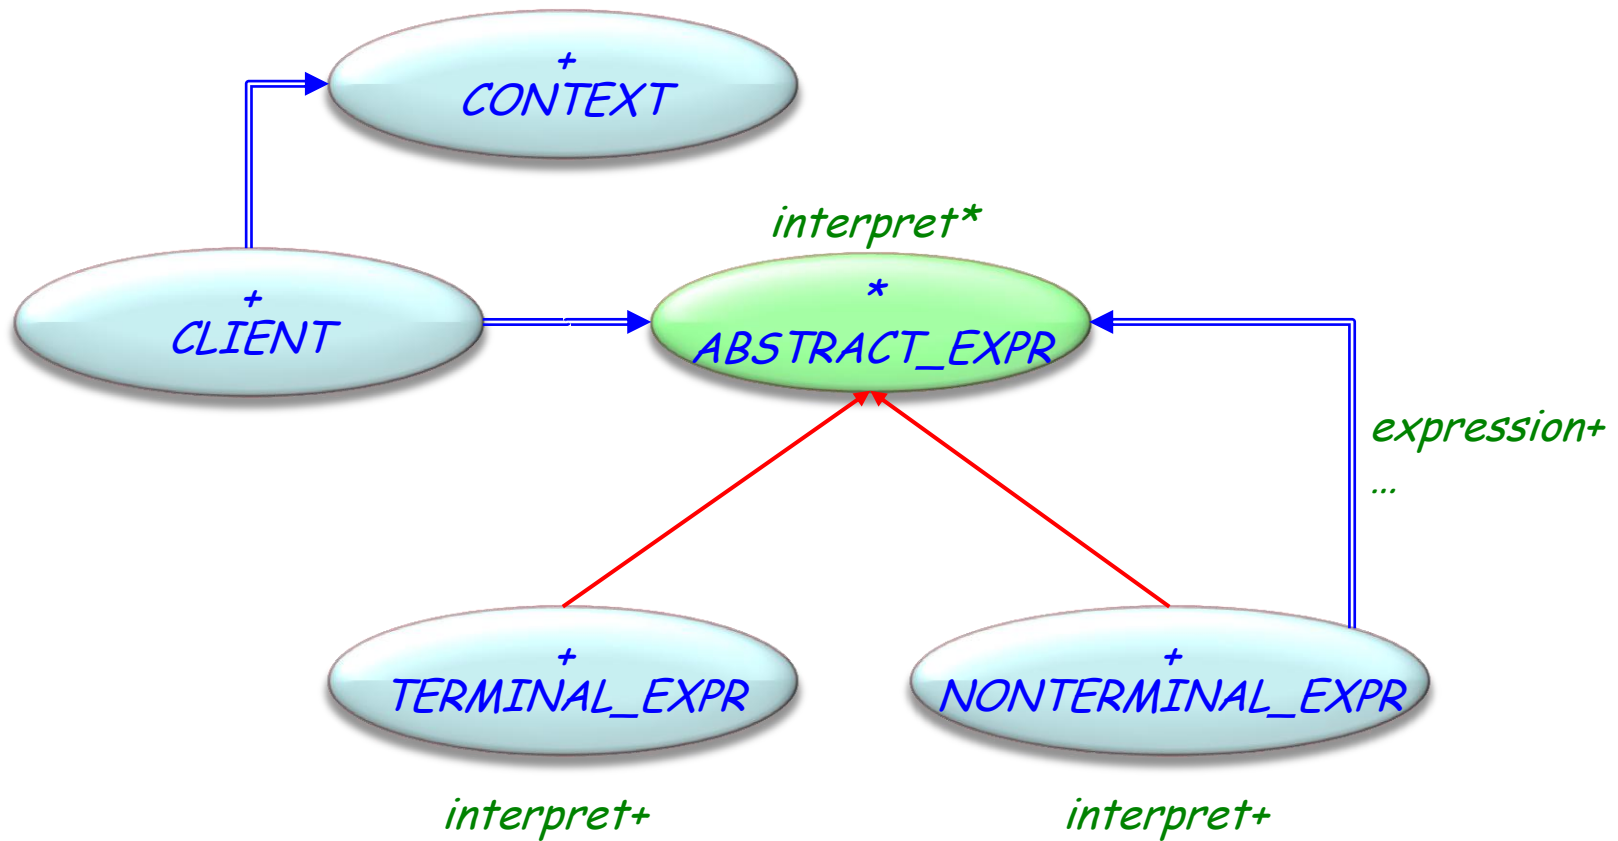 +
CONTEXT
interpret*
+
CLIENT
*
ABSTRACT_EXPR
expression+
...
+
TERMINAL_EXPR
+
NONTERMINAL_EXPR
interpret+
interpret+